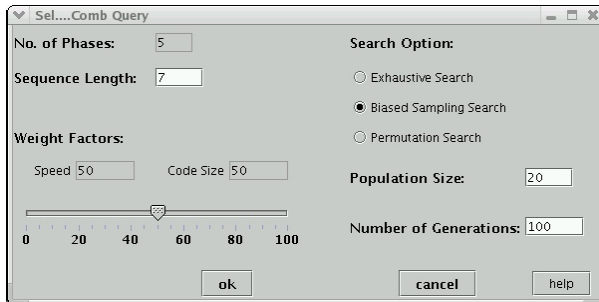 Sel....Comb Query
No. of Phases: 5
Sequence Length: 7
Weight Factors:
Speed 50 Code Size 50
0 20 40 60 80 100
Search Option:
Exhaustive Search
Biased Sampling Search
Permutation Search
Population Size: 20
Number of Generations: 100
ok cancel help